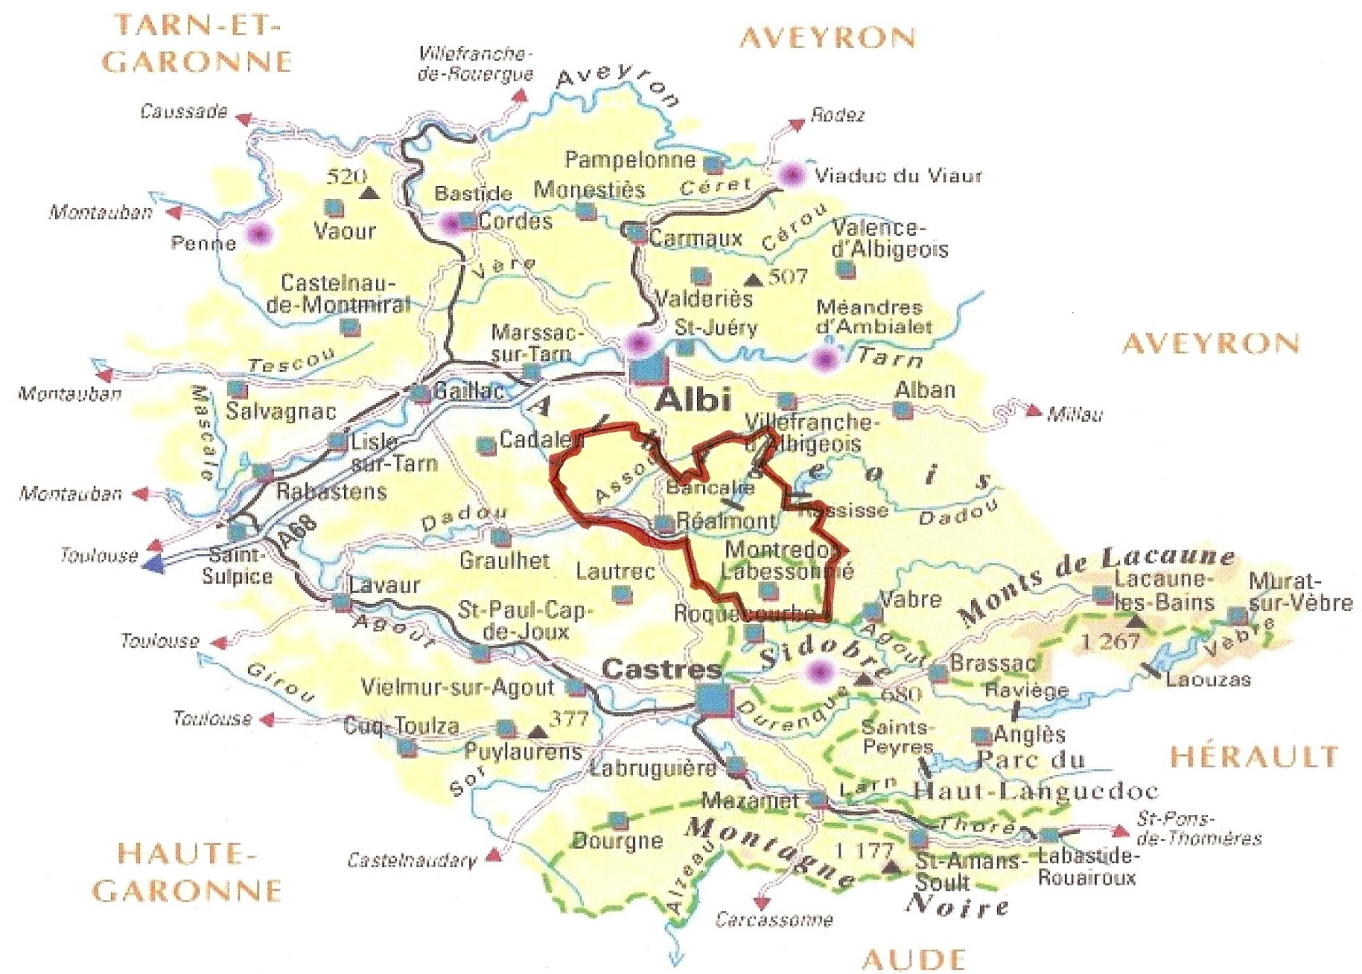 TARN-ET-
GARONNE
AVEYRON
Villefranche-
de-Rouergue
Aveyron
Caussade
Rodez
Pampelonne
Viaduc du Viaur
520
Bastide
Monestiès
Céret
Montauban
Cordes
Vaour
Penne
Carmaux
Cérou
Valence-
d'Albigeois
Vère
Castelnau-
de-Montmiral
507
Valderiès
Méandres
d'Ambialet
St-Juéry
Marssac-
sur-Tarn
Tarn
AVEYRON
Tescou
Montauban
Salvagnac
Gaillac
Albi
Alban
Millau
Mascale
Villefranche-
d'Albigeois
Albigeois
Cadalen
Lisle-
sur-Tarn
Assou
Bancalié
Rabastens
Montauban
Dadou
Réalmont
Rassisse
Dadou
A68
Toulouse
Saint-
Sulpice
Graulhet
Montredon
Labessonnié
Lautrec
Monts de Lacaune
Lacaune-
les-Bains
Murat-
sur-Vèbre
Lavaur
St-Paul-Cap-
de-Joux
Roquecourbe
Vabre
Agout
Agout
Toulouse
1 267
Vèbre
Sidobre
Castres
Brassac
Laouzas
Girou
Vielmur-sur-Agout
680
Raviège
Durenque
Toulouse
Cuq-Toulza
377
Puylaurens
Saints-
Peyres
Anglès
HÉRAULT
Parc du
Haut-Languedoc
Sor
Labruguière
Mazamet
Larn
Thoré
St-Pons-
de-Thomières
Dourgne
Montagne
Noire
1 177
St-Amans-
Soult
Labastide-
Rouairoux
HAUTE-
GARONNE
Castelnaudary
Alzeau
Carcassonne
AUDE